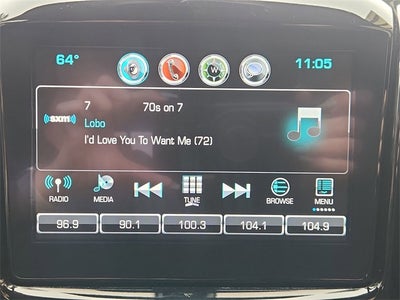 64° 11:05
W
7 70s on 7
((sxm))
Lobo
I'd Love You To Want Me (72)
RADIO MEDIA TUNE BROWSE MENU
96.9 90.1 100.3 104.1 104.9